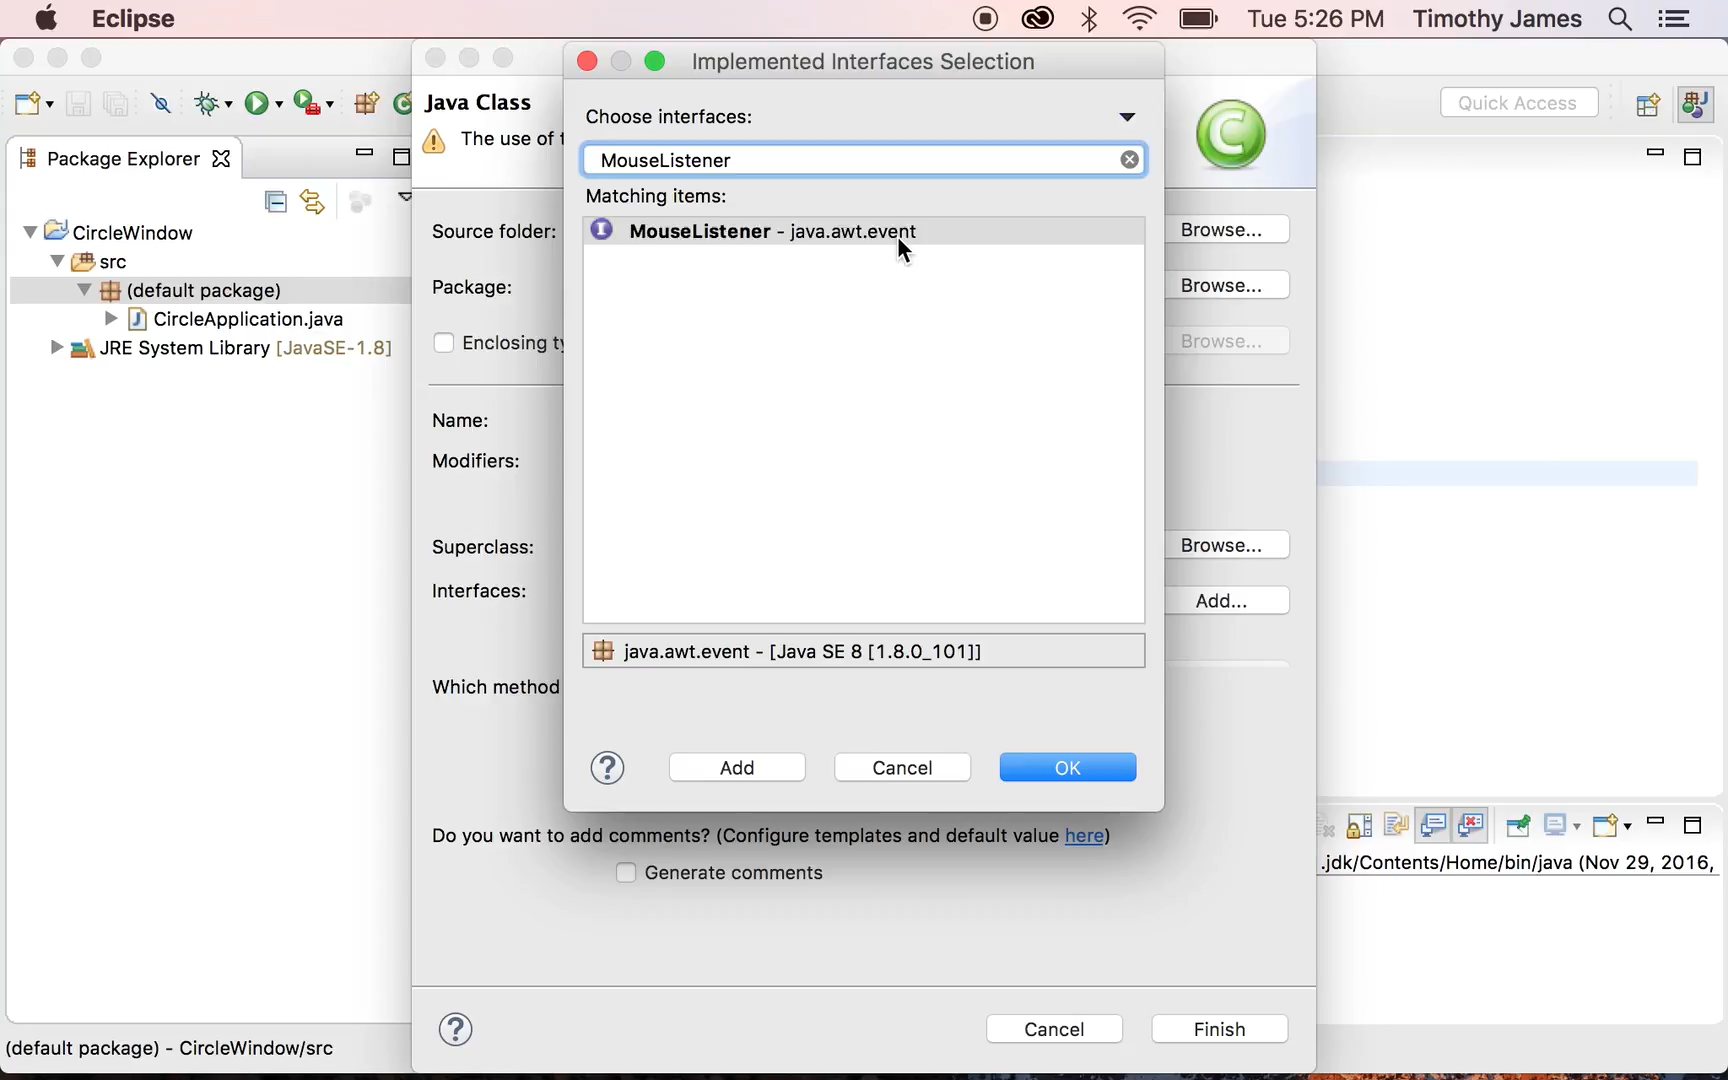 Eclipse
Tue 5:26 PM
Timothy James
Implemented Interfaces Selection
Java Class
The use of t
Quick Access
Choose interfaces:
MouseListener
Matching items:
MouseListener - java.awt.event
Package Explorer
CircleWindow
src
(default package)
CircleApplication.java
JRE System Library [JavaSE-1.8]
Source folder:
Browse...
Package:
Browse...
Enclosing ty
Browse...
Name:
Modifiers:
Superclass:
Browse...
Interfaces:
Add...
java.awt.event - [Java SE 8 [1.8.0_101]]
Which method
?
Add
Cancel
OK
Do you want to add comments? (Configure templates and default value here)
Generate comments
.jdk/Contents/Home/bin/java (Nov 29, 2016,
?
Cancel
Finish
(default package) - CircleWindow/src